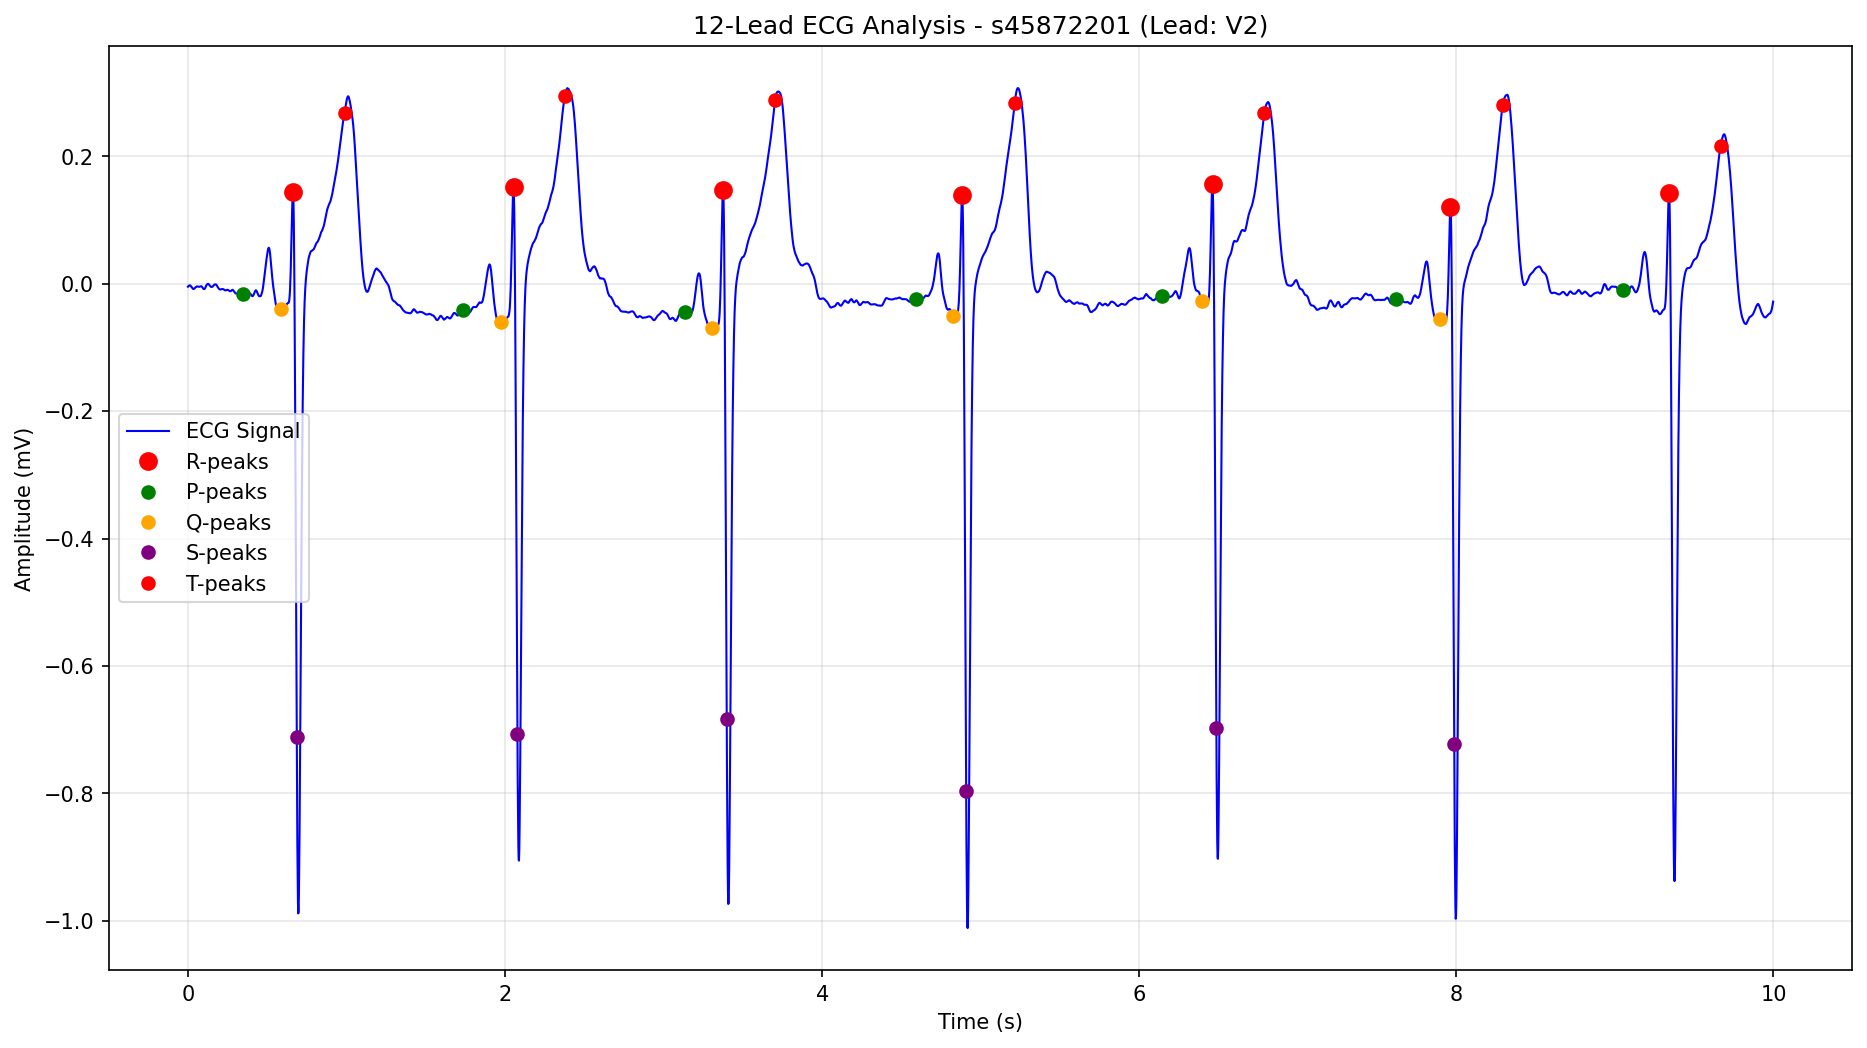 12-Lead ECG Analysis - s45872201 (Lead: V2)
Amplitude (mV)
0.2
0.0
−0.2
−0.4
−0.6
−0.8
−1.0
ECG Signal
R-peaks
P-peaks
Q-peaks
S-peaks
T-peaks
0 2 4 6 8 10
Time (s)